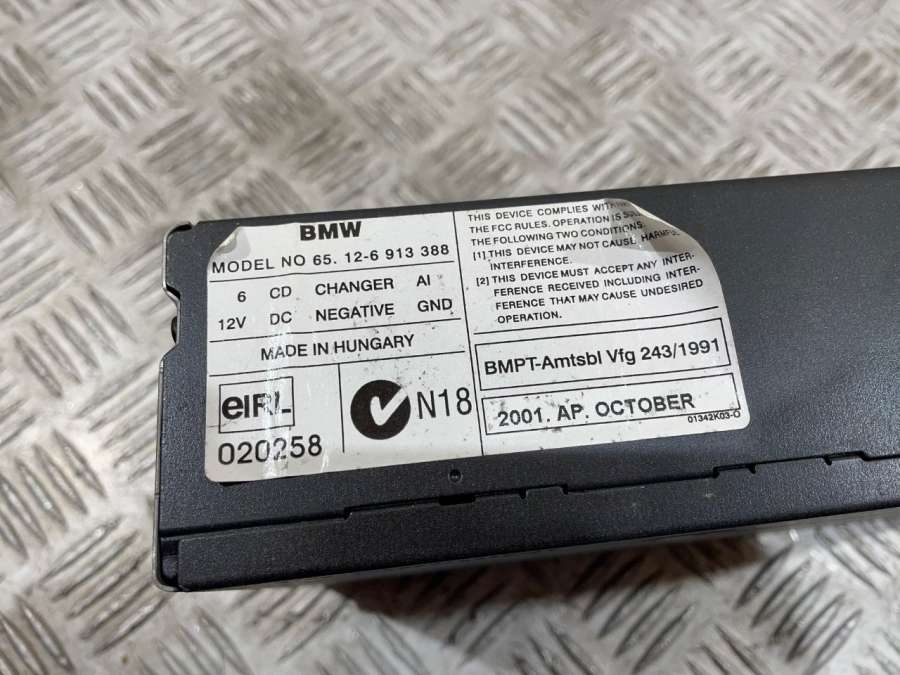 BMW
MODEL NO 65. 12-6 913 388
6 CD CHANGER AI
12V DC NEGATIVE GND
MADE IN HUNGARY
eIRL
020258
N18
THIS DEVICE COMPLIES WITH
THE FCC RULES. OPERATION IS
THE FOLLOWING TWO CONDITIONS
[1] THIS DEVICE MAY NOT CAUSE
INTERFERENCE.
[2] THIS DEVICE MUST ACCEPT ANY INTER-
FERENCE RECEIVED INCLUDING INTER-
FERENCE THAT MAY CAUSE UNDESIRED
OPERATION.
BMPT-Amtsbl Vfg 243/1991
2001. AP. OCTOBER
01342K03-O